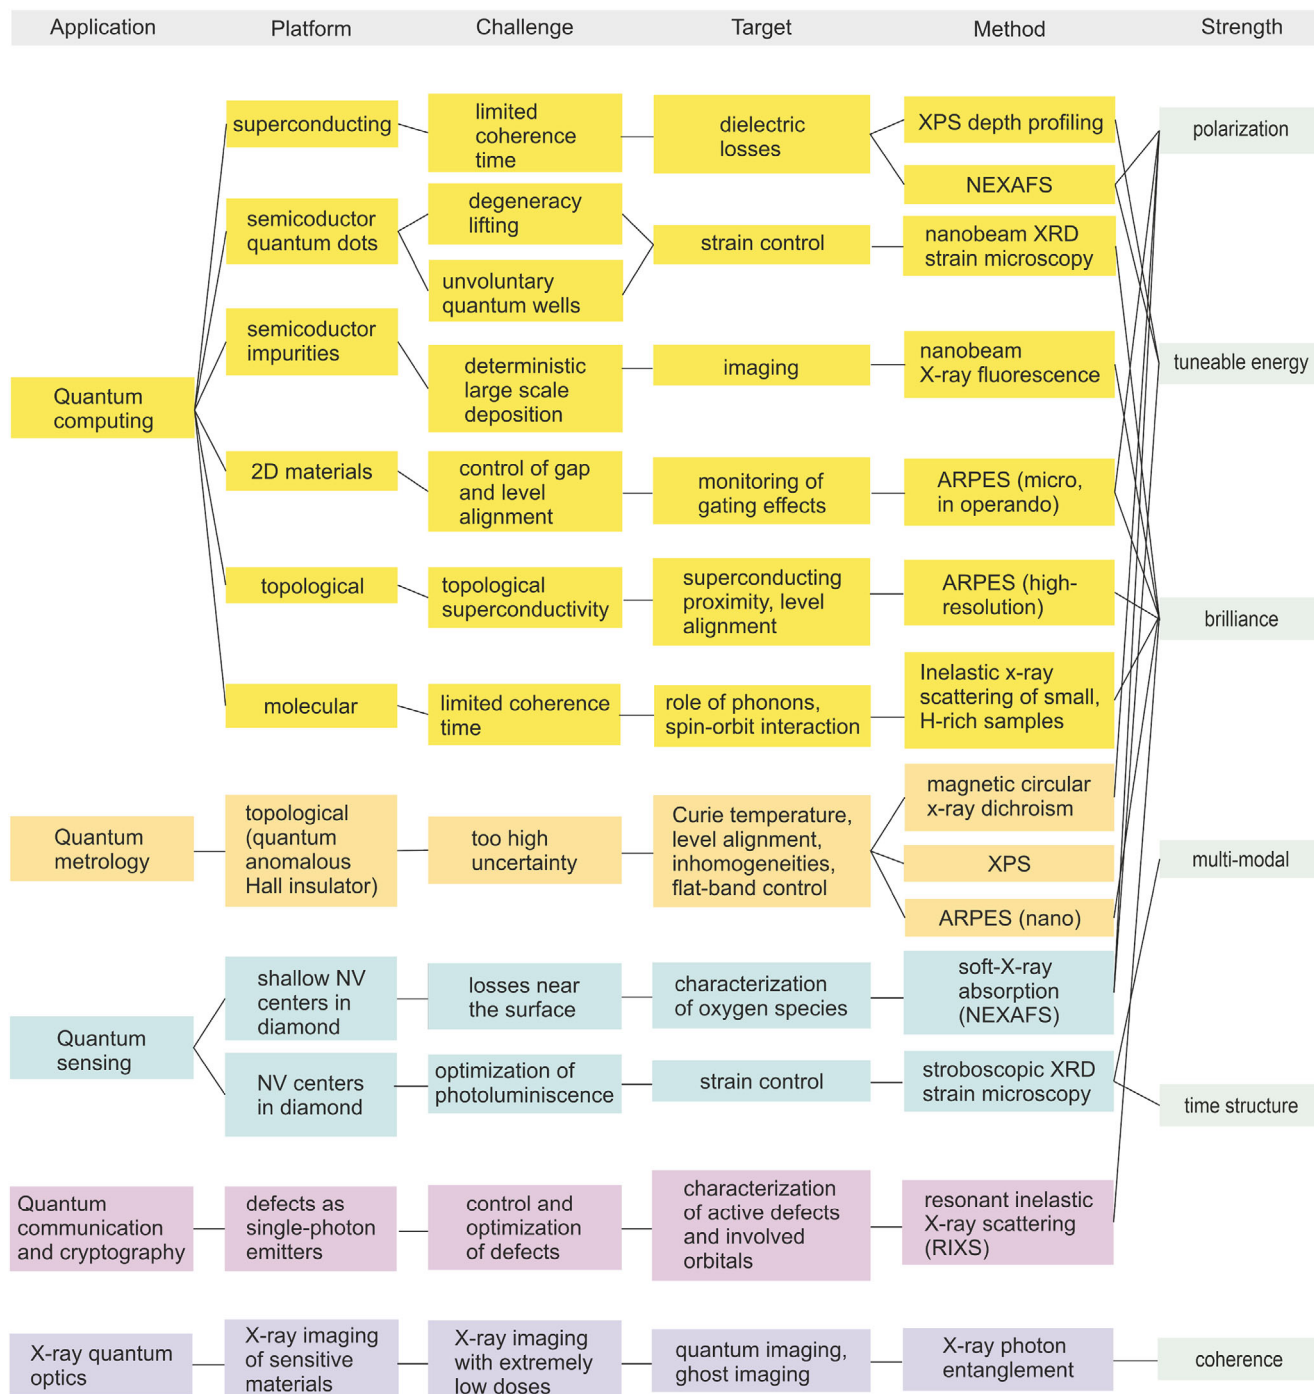 Application
Platform
Challenge
Target
Method
Strength
superconducting
limited
coherence
time
dielectric
losses
XPS depth profiling
NEXAFS
polarization
semicoductor
quantum dots
degeneracy
lifting
unvoluntary
quantum wells
strain control
nanobeam XRD
strain microscopy
semicoductor
impurities
deterministic
large scale
deposition
imaging
nanobeam
X-ray fluorescence
tuneable energy
Quantum
computing
2D materials
control of gap
and level
alignment
monitoring of
gating effects
ARPES (micro,
in operando)
topological
topological
superconductivity
superconducting
proximity, level
alignment
ARPES (high-
resolution)
brilliance
molecular
limited coherence
time
role of phonons,
spin-orbit interaction
Inelastic x-ray
scattering of small,
H-rich samples
Quantum
metrology
topological
(quantum
anomalous
Hall insulator)
too high
uncertainty
Curie temperature,
level alignment,
inhomogeneities,
flat-band control
magnetic circular
x-ray dichroism
XPS
ARPES (nano)
multi-modal
Quantum
sensing
shallow NV
centers in
diamond
losses near
the surface
characterization
of oxygen species
soft-X-ray
absorption
(NEXAFS)
NV centers
in diamond
optimization of
photoluminiscence
strain control
stroboscopic XRD
strain microscopy
time structure
Quantum
communication
and cryptography
defects as
single-photon
emitters
control and
optimization
of defects
characterization
of active defects
and involved
orbitals
resonant inelastic
X-ray scattering
(RIXS)
X-ray quantum
optics
X-ray imaging
of sensitive
materials
X-ray imaging
with extremely
low doses
quantum imaging,
ghost imaging
X-ray photon
entanglement
coherence